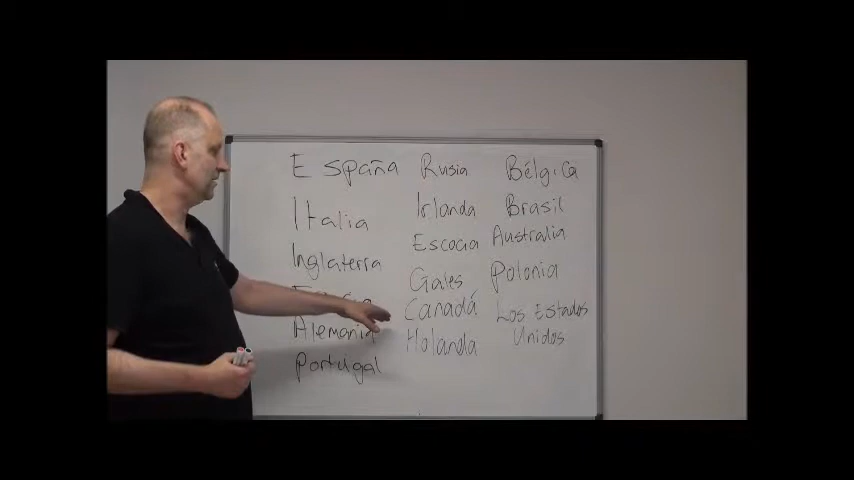 España
Italia
Inglaterra
Alemania
Portugal
Rusia
Irlanda
Escocia
Gales
Canadá
Holanda
Bélgica
Brasil
Australia
Polonia
Los Estados
Unidos